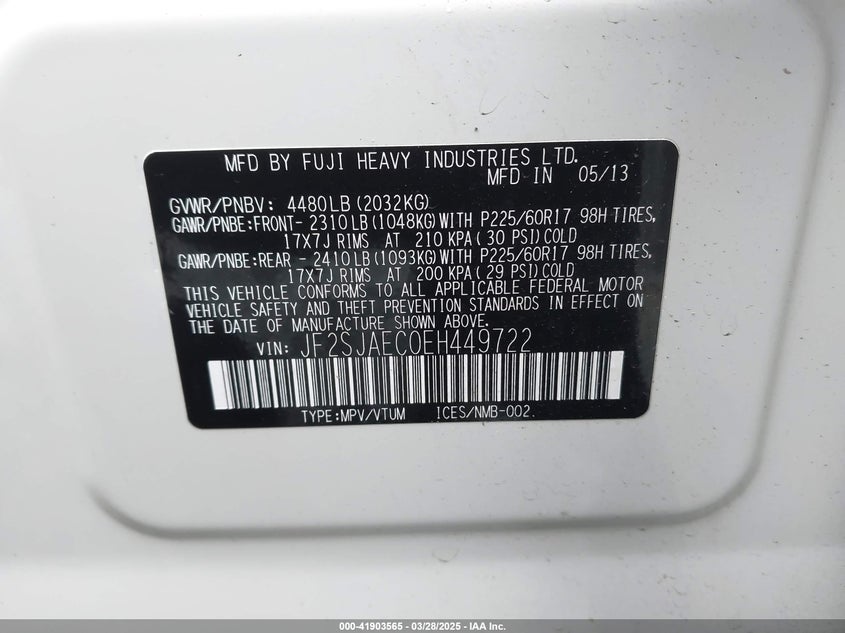 MFD BY FUJI HEAVY INDUSTRIES LTD.
MFD IN 05/13
GVWR/PNBV: 4480LB (2032KG)
GAWR/PNBE:FRONT- 2310LB (1048KG) WITH P225/60R17 98H TIRES,
17X7J RIMS AT 210 KPA ( 30 PSI) COLD
GAWR/PNBE:REAR - 2410LB (1093KG) WITH P225/60R17 98H TIRES,
17X7J RIMS AT 200 KPA ( 29 PSI) COLD
THIS VEHICLE CONFORMS TO ALL APPLICABLE FEDERAL MOTOR
VEHICLE SAFETY AND THEFT PREVENTION STANDARDS IN EFFECT ON
THE DATE OF MANUFACTURE SHOWN ABOVE.
VIN: JF2SJAEC0EH449722
TYPE:MPV/VTUM ICES/NMB-002.
000-41903565 | 03/28/2025 | IAA Inc.